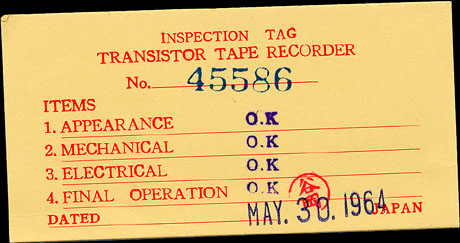 INSPECTION TAG
TRANSISTOR TAPE RECORDER
No. 45586
ITEMS
1. APPEARANCE O.K
2. MECHANICAL O.K
3. ELECTRICAL O.K
4. FINAL OPERATION O.K
DATED MAY. 30. 1964 JAPAN